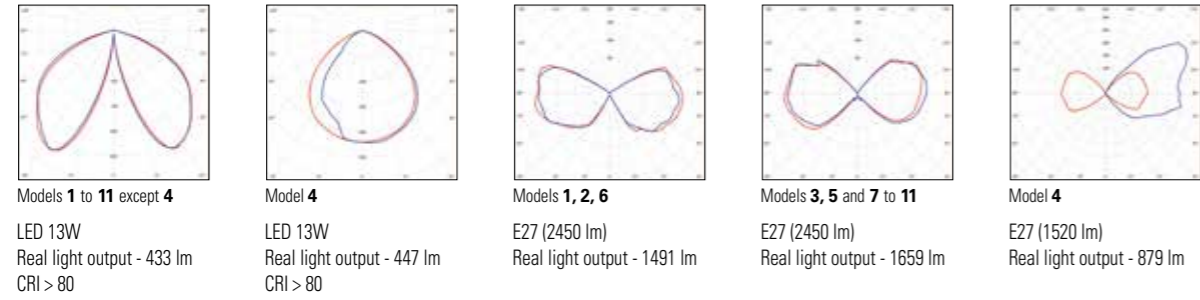 Models 1 to 11 except 4
LED 13W
Real light output - 433 lm
CRI > 80
Model 4
LED 13W
Real light output - 447 lm
CRI > 80
Models 1, 2, 6
E27 (2450 lm)
Real light output - 1491 lm
Models 3, 5 and 7 to 11
E27 (2450 lm)
Real light output - 1659 lm
Model 4
E27 (1520 lm)
Real light output - 879 lm